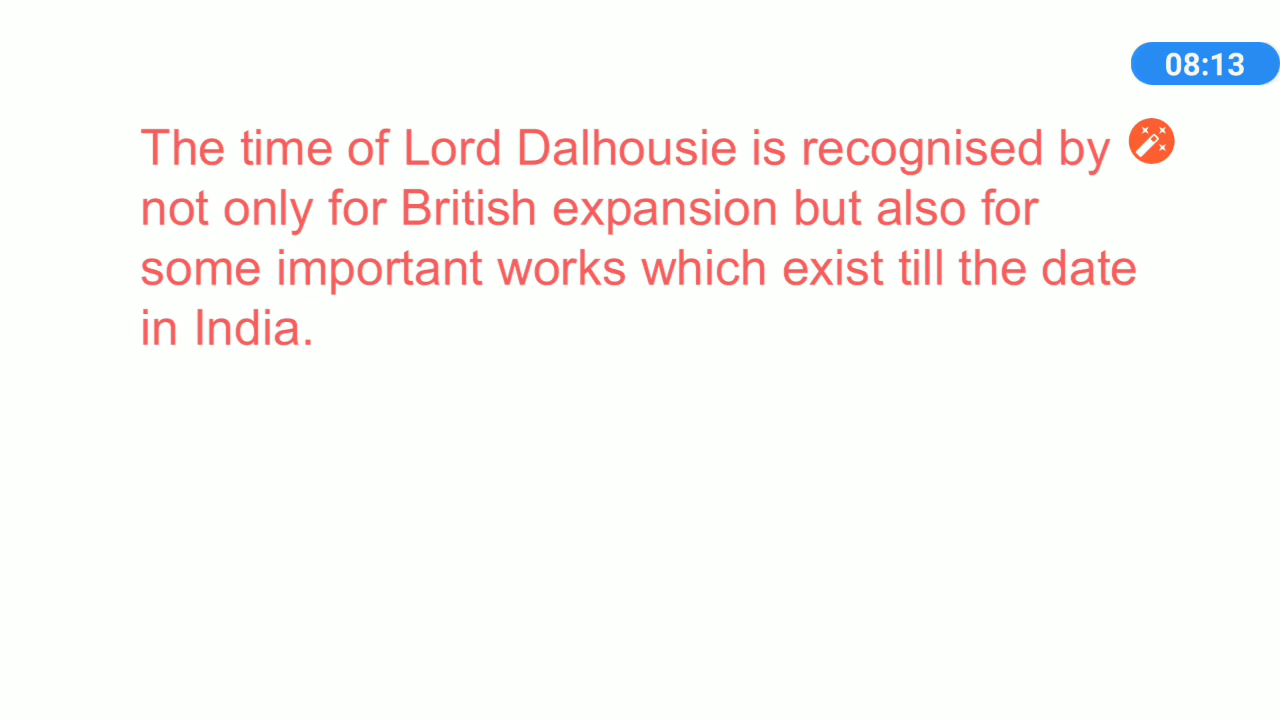 08:13
The time of Lord Dalhousie is recognised by
not only for British expansion but also for
some important works which exist till the date
in India.